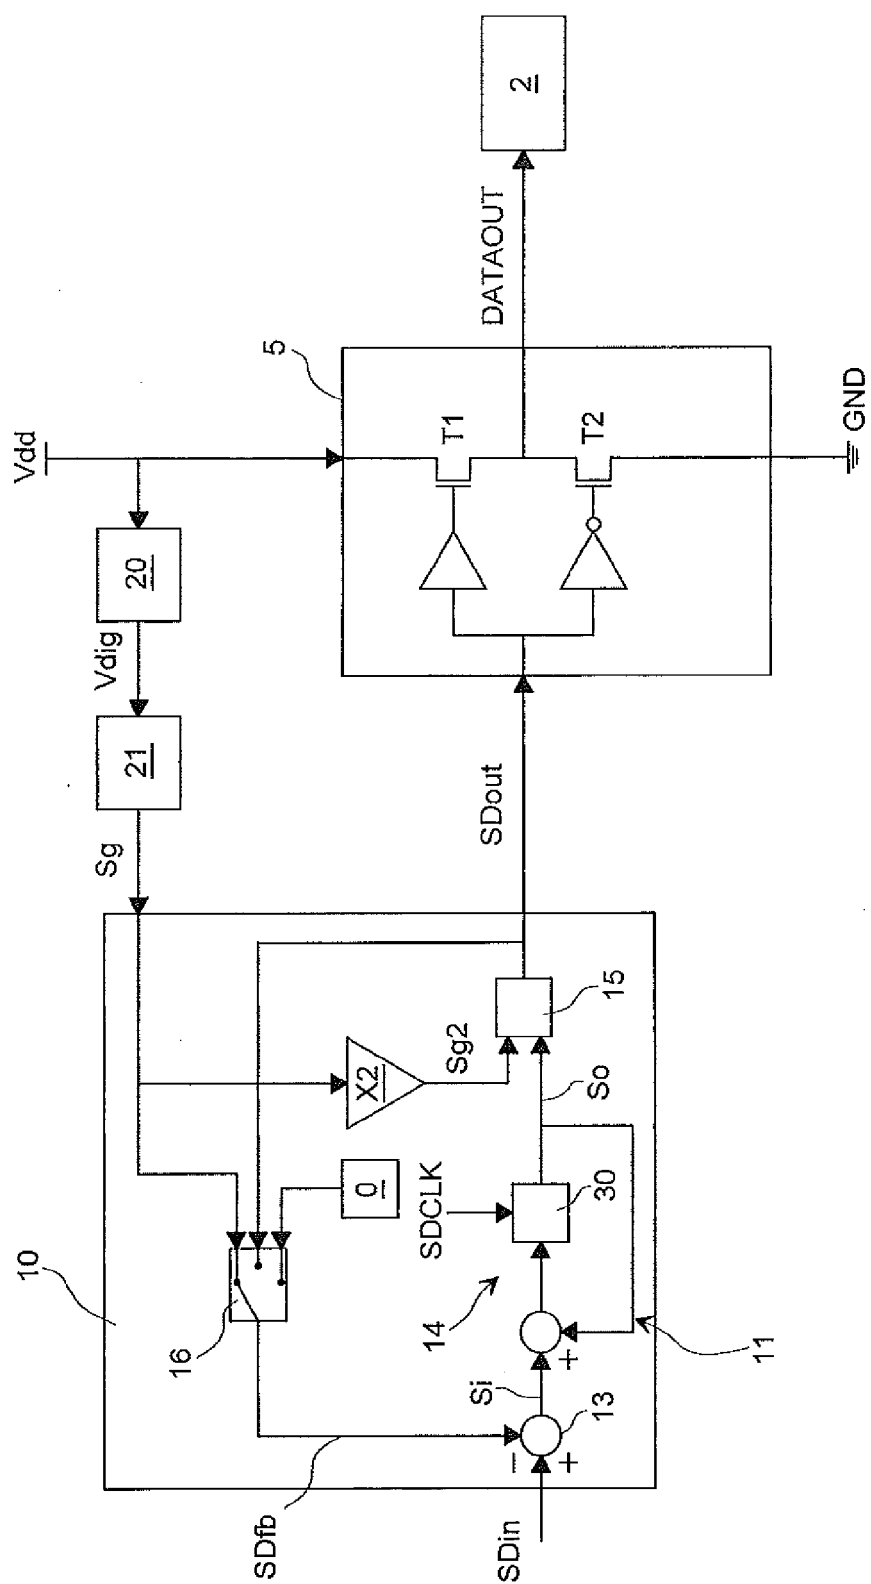 10
16
SDfb
SDin
Si
13
14
11
SDCLK
30
So
0
X2
Sg2
15
Sg
21
Vdig
20
Vdd
SDout
5
T1
T2
GND
DATAOUT
2
+
−
+